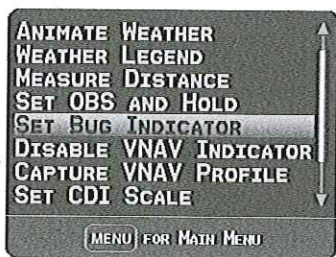 ANIMATE WEATHER
WEATHER LEGEND
MEASURE DISTANCE
SET OBS AND HOLD
SET BUG INDICATOR
DISABLE VNAV INDICATOR
CAPTURE VNAV PROFILE
SET CDI SCALE
MENU FOR MAIN MENU